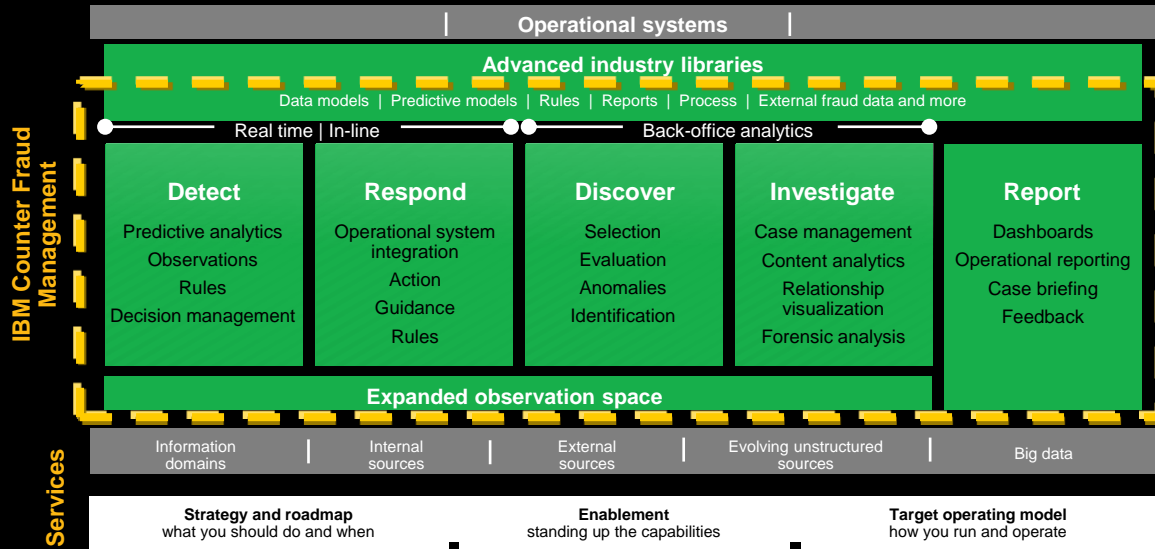 | Operational systems |
Advanced industry libraries
Data models | Predictive models | Rules | Reports | Process | External fraud data and more
Real time | In-line
Back-office analytics
IBM Counter Fraud
Management
Detect
Predictive analytics
Observations
Rules
Decision management
Respond
Operational system
integration
Action
Guidance
Rules
Discover
Selection
Evaluation
Anomalies
Identification
Investigate
Case management
Content analytics
Relationship
visualization
Forensic analysis
Report
Dashboards
Operational reporting
Case briefing
Feedback
Expanded observation space
Information
domains
Internal
sources
External
sources
Evolving unstructured
sources
Big data
Services
Strategy and roadmap
what you should do and when
Enablement
standing up the capabilities
Target operating model
how you run and operate